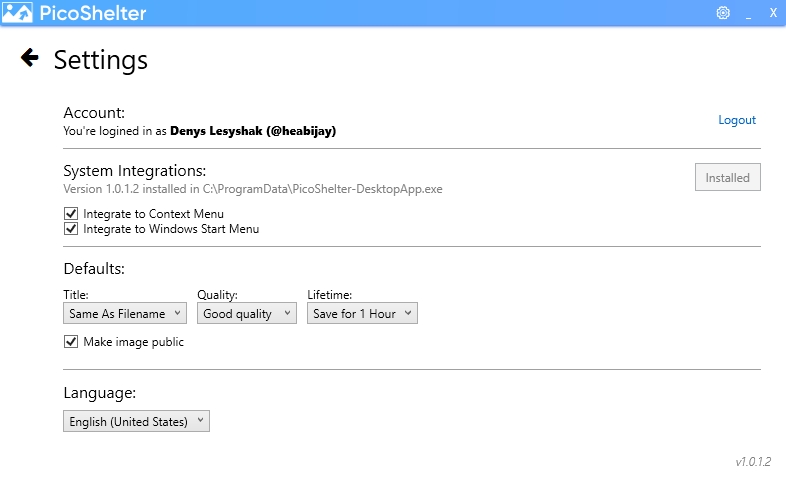 PicoShelter
_ X
Settings
Account:
You're logined in as Denys Lesyshak (@heabijay)
Logout
System Integrations:
Version 1.0.1.2 installed in C:\ProgramData\PicoShelter-DesktopApp.exe
Installed
Integrate to Context Menu
Integrate to Windows Start Menu
Defaults:
Title: Quality: Lifetime:
Same As Filename Good quality Save for 1 Hour
Make image public
Language:
English (United States)
v1.0.1.2